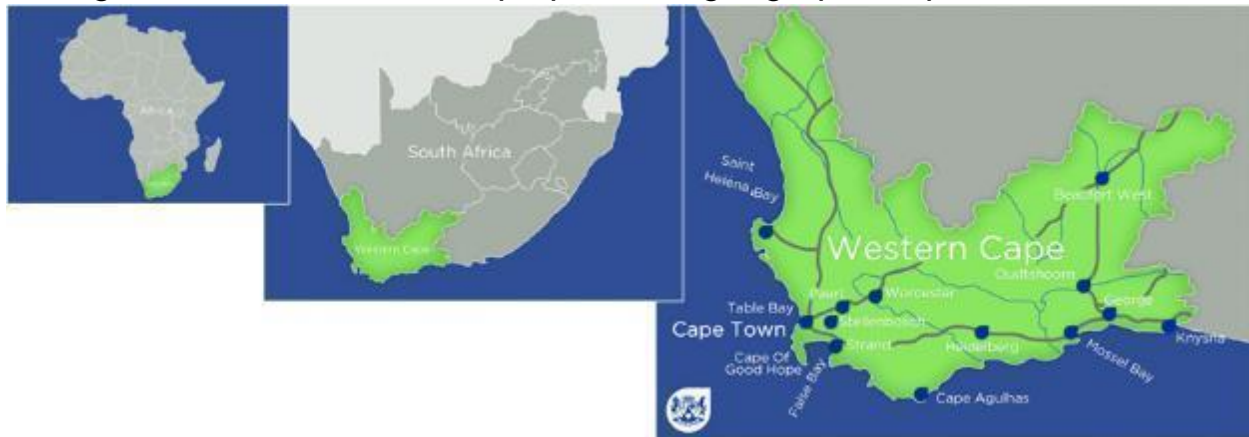 Africa
South Africa
Western Cape
Saint
Helena Bay
Beaufort West
Western Cape
Oudtshoorn
George
Knysna
Mossel Bay
Paarl
Worcester
Table Bay
Stellenbosch
Cape Town
Strand
Heidelberg
Cape Of
Good Hope
False Bay
Cape Agulhas